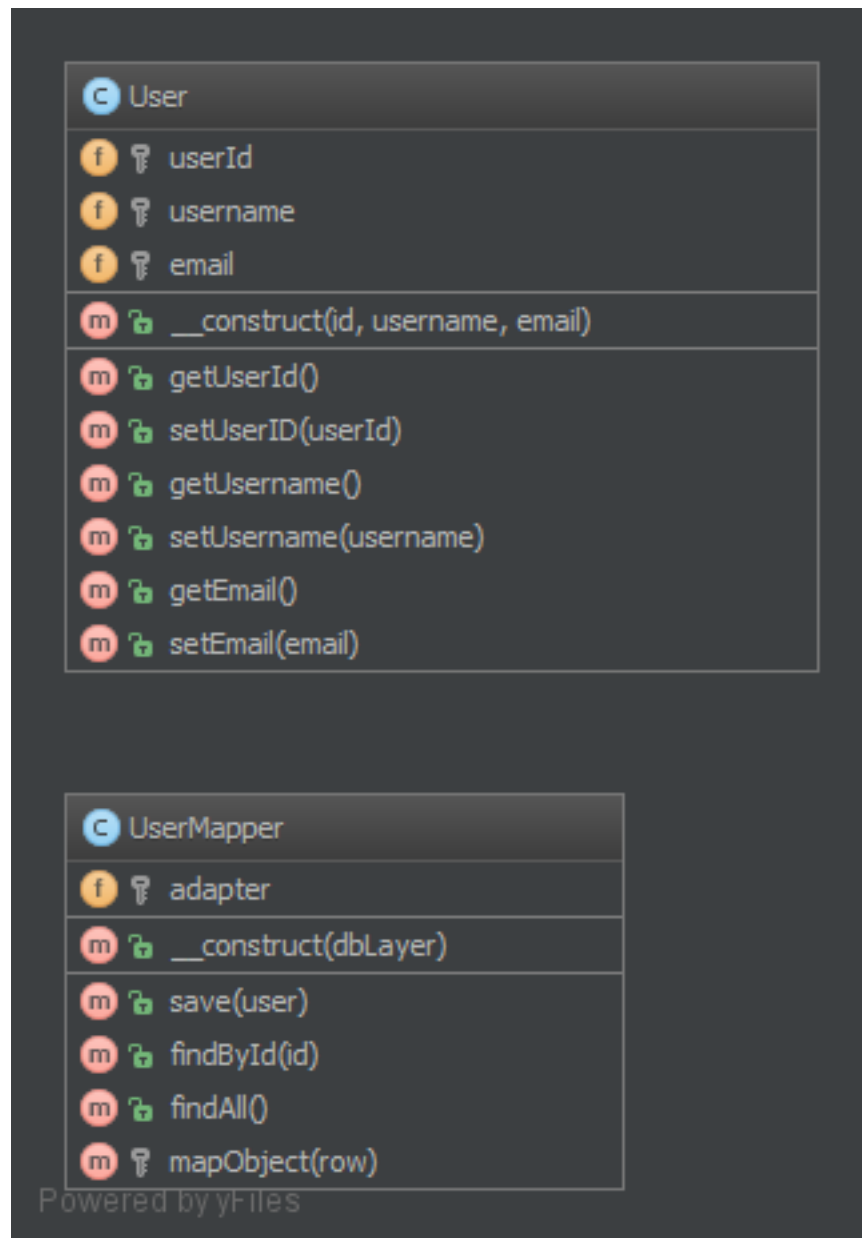 C User
f userId
f username
f email
m __construct(id, username, email)
m getUserId()
m setUserID(userId)
m getUsername()
m setUsername(username)
m getEmail()
m setEmail(email)
C UserMapper
f adapter
m __construct(dbLayer)
m save(user)
m findById(id)
m findAll()
m mapObject(row)
Powered by yFiles